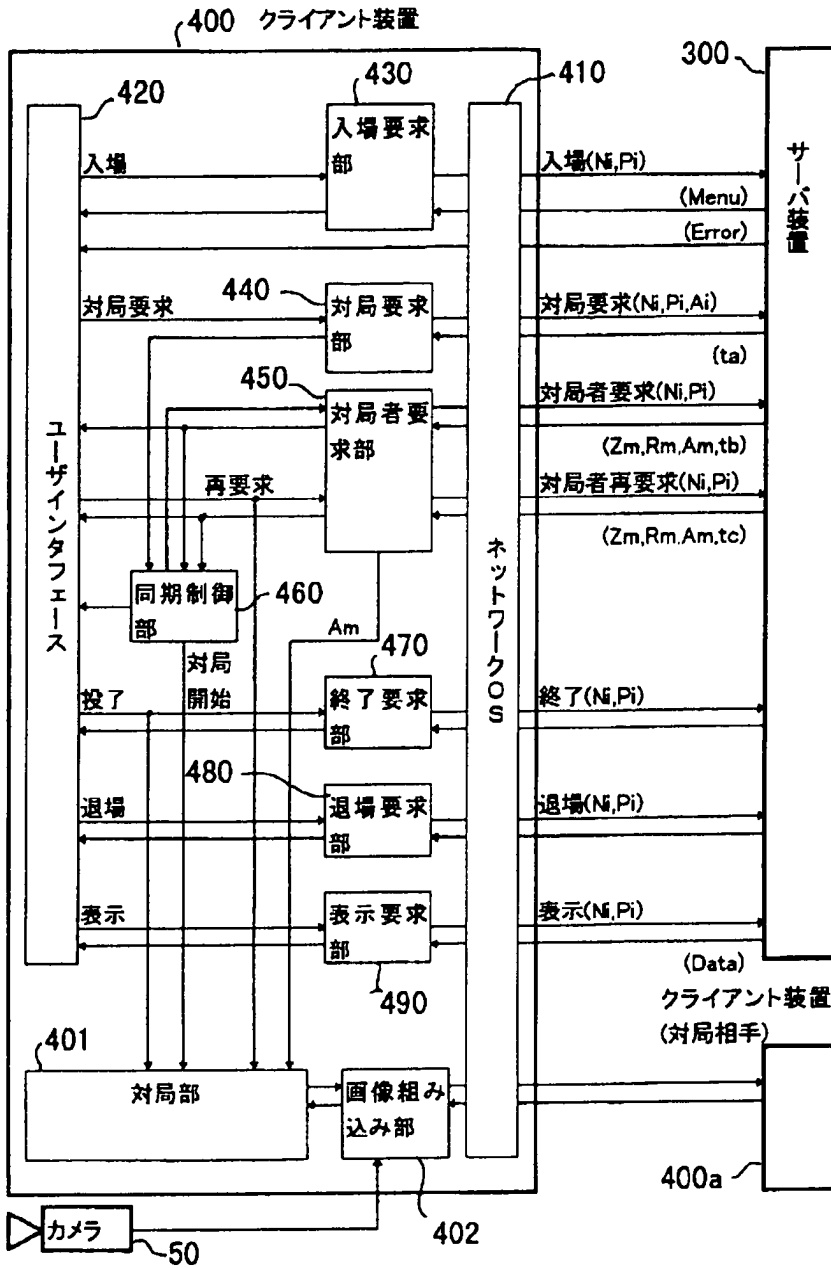 400 クライアント装置
300
420
430
410
入場要求
部
入場
入場(Ni,Pi)
(Menu)
(Error)
サーバ装置
440
対局要求
対局要求
部
対局要求(Ni,Pi,Ai)
(ta)
450
対局者要
求部
対局者要求(Ni,Pi)
(Zm,Rm,Am,tb)
再要求
対局者再要求(Ni,Pi)
(Zm,Rm,Am,tc)
ユーザインタフェース
ネットワークOS
同期制御
部
460
Am
対局
開始
470
投了
終了要求
部
終了(Ni,Pi)
480
退場
退場要求
部
退場(Ni,Pi)
表示
表示要求
部
表示(Ni,Pi)
(Data)
490
クライアント装置
(対局相手)
401
対局部
画像組み
込み部
400a
カメラ
50
402